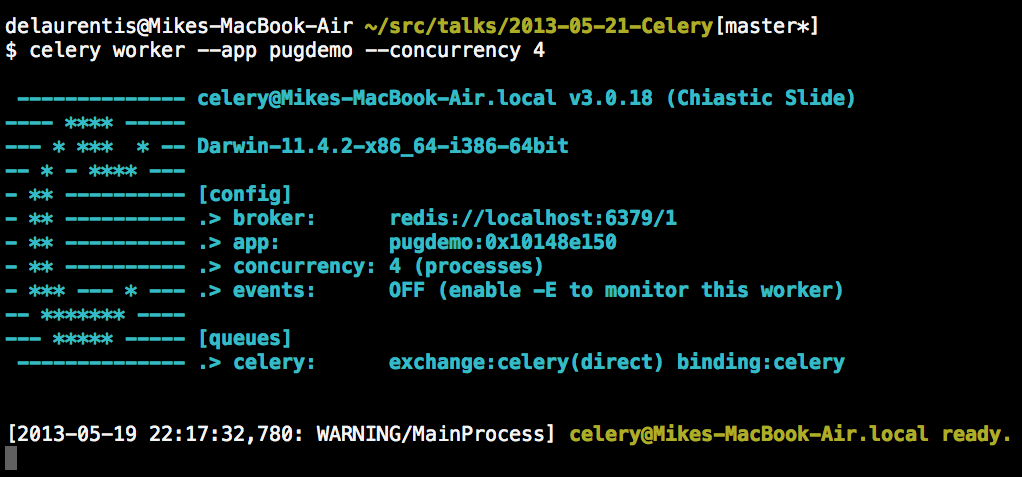 delaurentis@Mikes-MacBook-Air ~/src/talks/2013-05-21-Celery[master*]
$ celery worker --app pugdemo --concurrency 4
 -------------- celery@Mikes-MacBook-Air.local v3.0.18 (Chiastic Slide)
---- **** -----
--- * ***  * -- Darwin-11.4.2-x86_64-i386-64bit
-- * - **** ---
- ** ---------- [config]
- ** ---------- .> broker:      redis://localhost:6379/1
- ** ---------- .> app:         pugdemo:0x10148e150
- ** ---------- .> concurrency: 4 (processes)
- *** --- * --- .> events:      OFF (enable -E to monitor this worker)
-- ******* ----
--- ***** ----- [queues]
 -------------- .> celery:      exchange:celery(direct) binding:celery
[2013-05-19 22:17:32,780: WARNING/MainProcess] celery@Mikes-MacBook-Air.local ready.